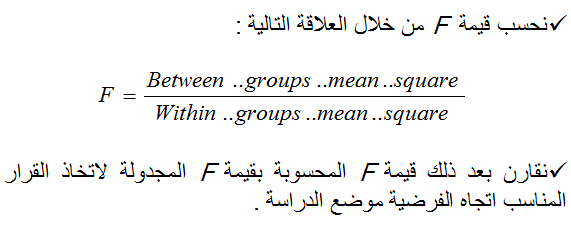 ✓نحسب قيمة F من خلال العلاقة التالية :
F = Between ..groups ..mean ..square / Within ..groups ..mean ..square
✓نقارن بعد ذلك قيمة F المحسوبة بقيمة F المجدولة لاتخاذ القرار
المناسب اتجاه الفرضية موضع الدراسة .